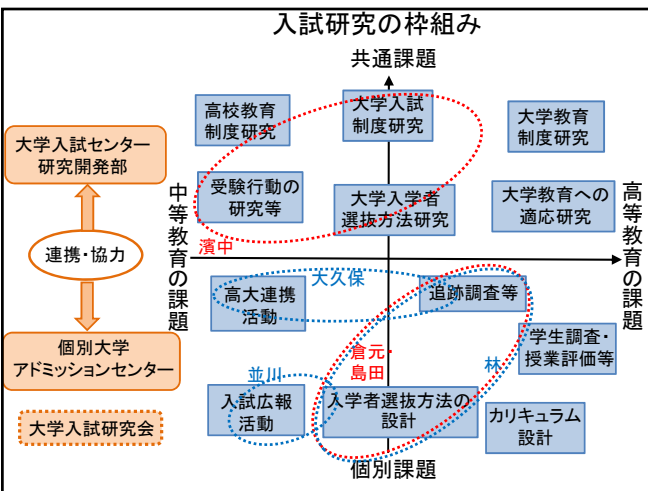 入試研究の枠組み
共通課題
高校教育
制度研究
大学入試
制度研究
大学教育
制度研究
大学入試センター
研究開発部
受験行動の
研究等
大学入学者
選抜方法研究
大学教育への
適応研究
中等教育の課題
高等教育の課題
濱中
連携・協力
大久保
高大連携
活動
追跡調査等
個別大学
アドミッションセンター
学生調査・
授業評価等
並川
倉元・
島田
林
入試広報
活動
入学者選抜方法の
設計
カリキュラム
設計
大学入試研究会
個別課題